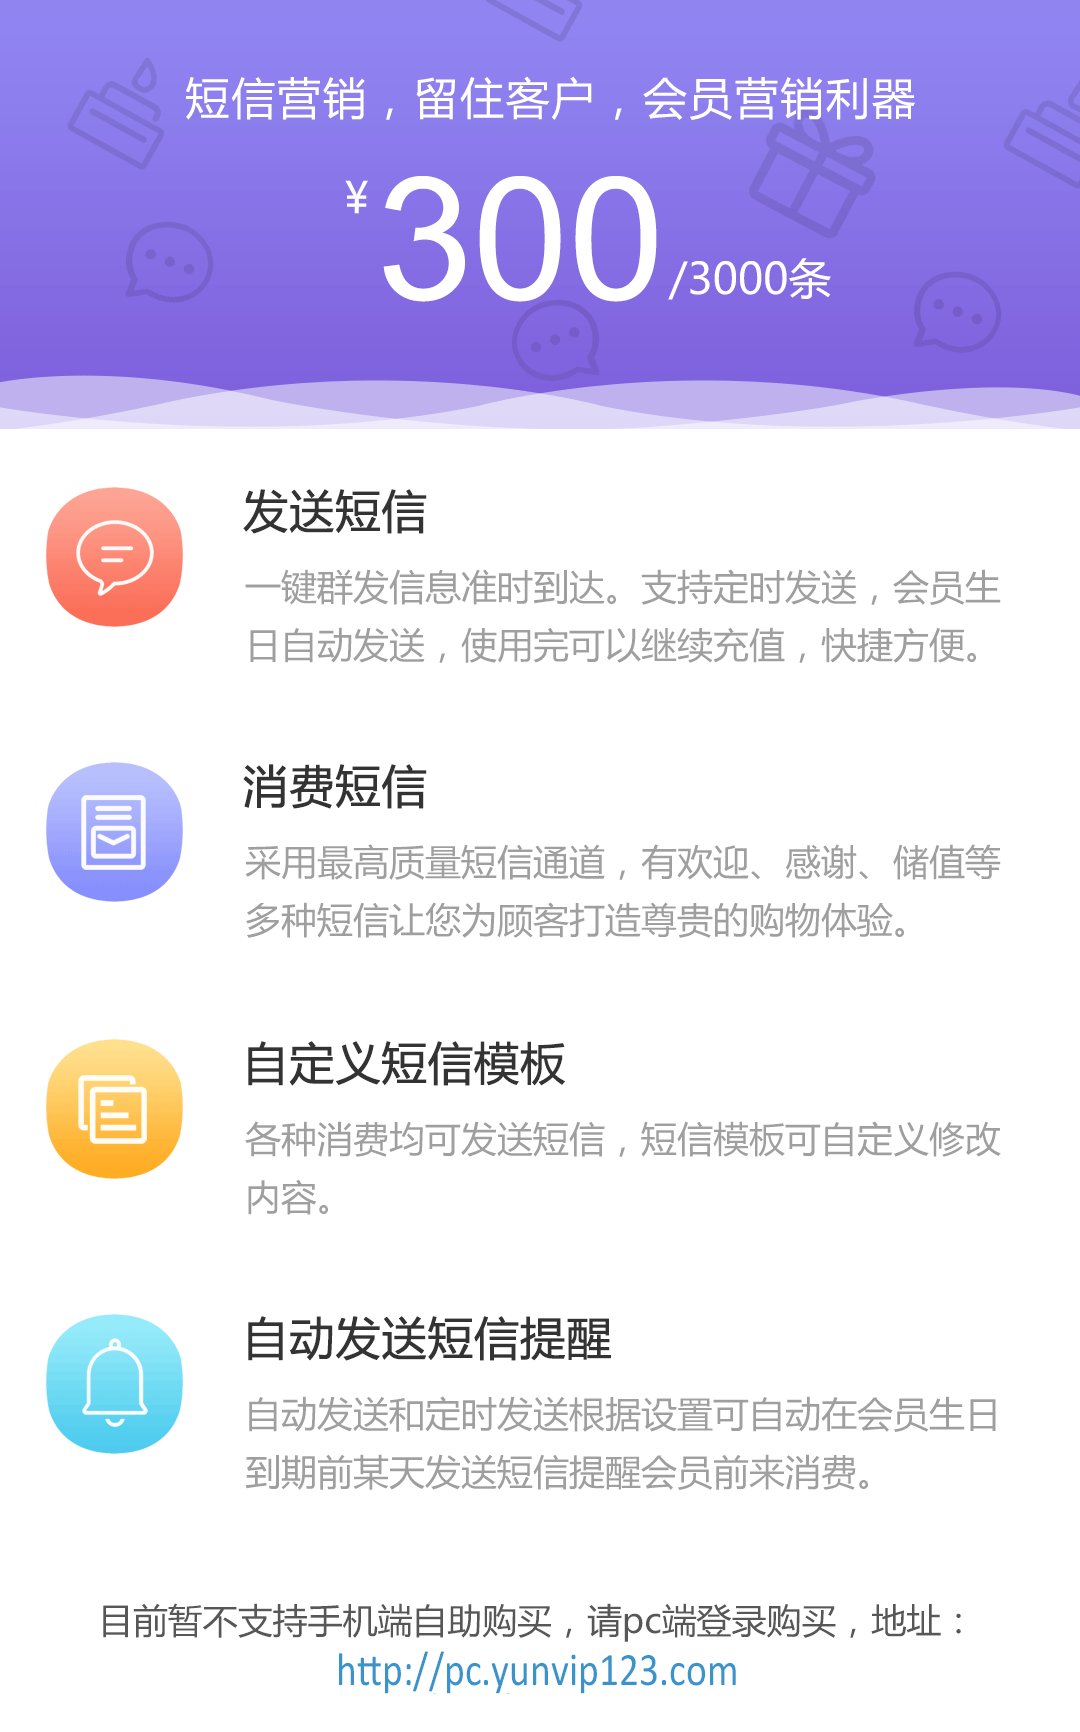 短信营销，留住客户，会员营销利器
¥300/3000条
发送短信
一键群发信息准时到达。支持定时发送，会员生
日自动发送，使用完可以继续充值，快捷方便。
消费短信
采用最高质量短信通道，有欢迎、感谢、储值等
多种短信让您为顾客打造尊贵的购物体验。
自定义短信模板
各种消费均可发送短信，短信模板可自定义修改
内容。
自动发送短信提醒
自动发送和定时发送根据设置可自动在会员生日
到期前某天发送短信提醒会员前来消费。
目前暂不支持手机端自助购买，请pc端登录购买，地址：
http://pc.yunvip123.com